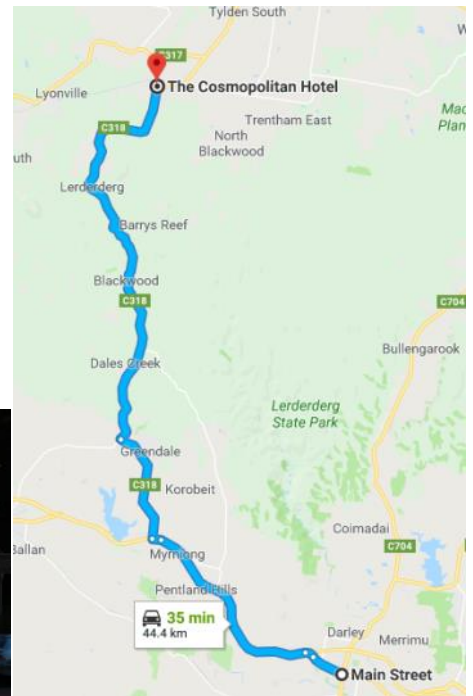 Tylden South
C317
W
Lyonville
The Cosmopolitan Hotel
Trentham East
Mac
Plan
C318
North
Blackwood
outh
Lerderderg
Barrys Reef
Blackwood
C318
C704
Bullengarook
Dales Creek
Lerderderg
State Park
Greendale
C318
Korobeit
Coimadai
Ballan
Myrniong
C704
Pentland Hills
35 min
44.4 km
Darley
Merrimu
Main Street